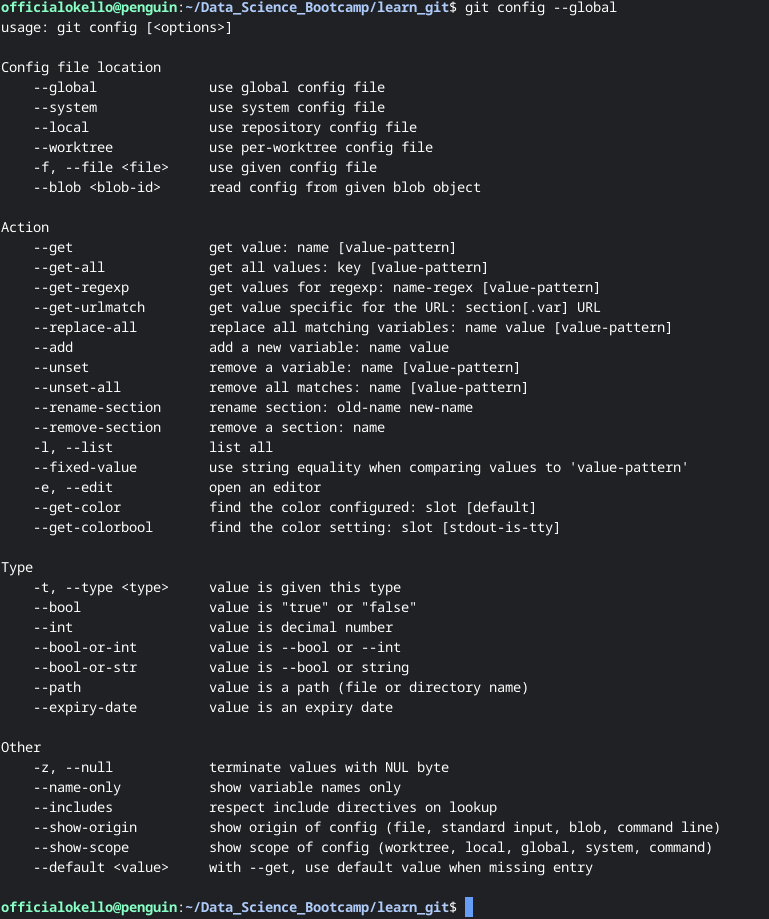 officialokello@penguin:~/Data_Science_Bootcamp/learn_git$ git config --global
usage: git config [<options>]

Config file location
    --global              use global config file
    --system              use system config file
    --local               use repository config file
    --worktree            use per-worktree config file
    -f, --file <file>     use given config file
    --blob <blob-id>      read config from given blob object

Action
    --get                 get value: name [value-pattern]
    --get-all             get all values: key [value-pattern]
    --get-regexp          get values for regexp: name-regex [value-pattern]
    --get-urlmatch        get value specific for the URL: section[.var] URL
    --replace-all         replace all matching variables: name value [value-pattern]
    --add                 add a new variable: name value
    --unset               remove a variable: name [value-pattern]
    --unset-all           remove all matches: name [value-pattern]
    --rename-section      rename section: old-name new-name
    --remove-section      remove a section: name
    -l, --list            list all
    --fixed-value         use string equality when comparing values to 'value-pattern'
    -e, --edit            open an editor
    --get-color           find the color configured: slot [default]
    --get-colorbool       find the color setting: slot [stdout-is-tty]

Type
    -t, --type <type>     value is given this type
    --bool                value is "true" or "false"
    --int                 value is decimal number
    --bool-or-int         value is --bool or --int
    --bool-or-str         value is --bool or string
    --path                value is a path (file or directory name)
    --expiry-date         value is an expiry date

Other
    -z, --null            terminate values with NUL byte
    --name-only           show variable names only
    --includes            respect include directives on lookup
    --show-origin         show origin of config (file, standard input, blob, command line)
    --show-scope          show scope of config (worktree, local, global, system, command)
    --default <value>     with --get, use default value when missing entry

officialokello@penguin:~/Data_Science_Bootcamp/learn_git$